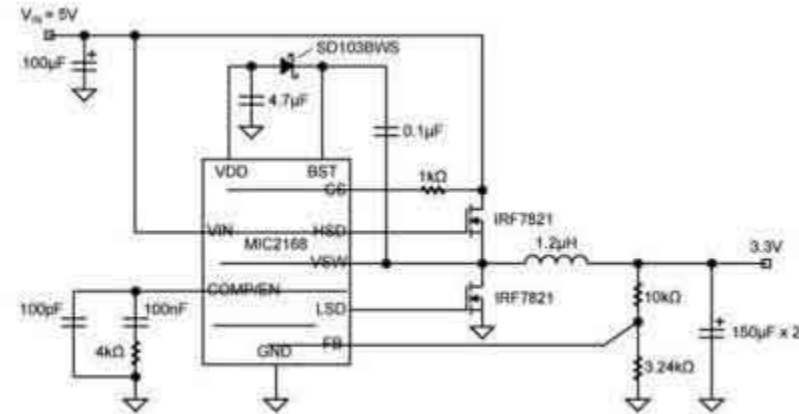 VIN = 5V
100µF
SD103BWS
4.7µF
0.1µF
VDD
BST
CS
1kΩ
VIN
HSD
IRF7821
MIC2168
VSW
1.2µH
3.3V
COMP/EN
LSD
IRF7821
10kΩ
150µF x 2
100pF
100nF
4kΩ
GND
FB
3.24kΩ